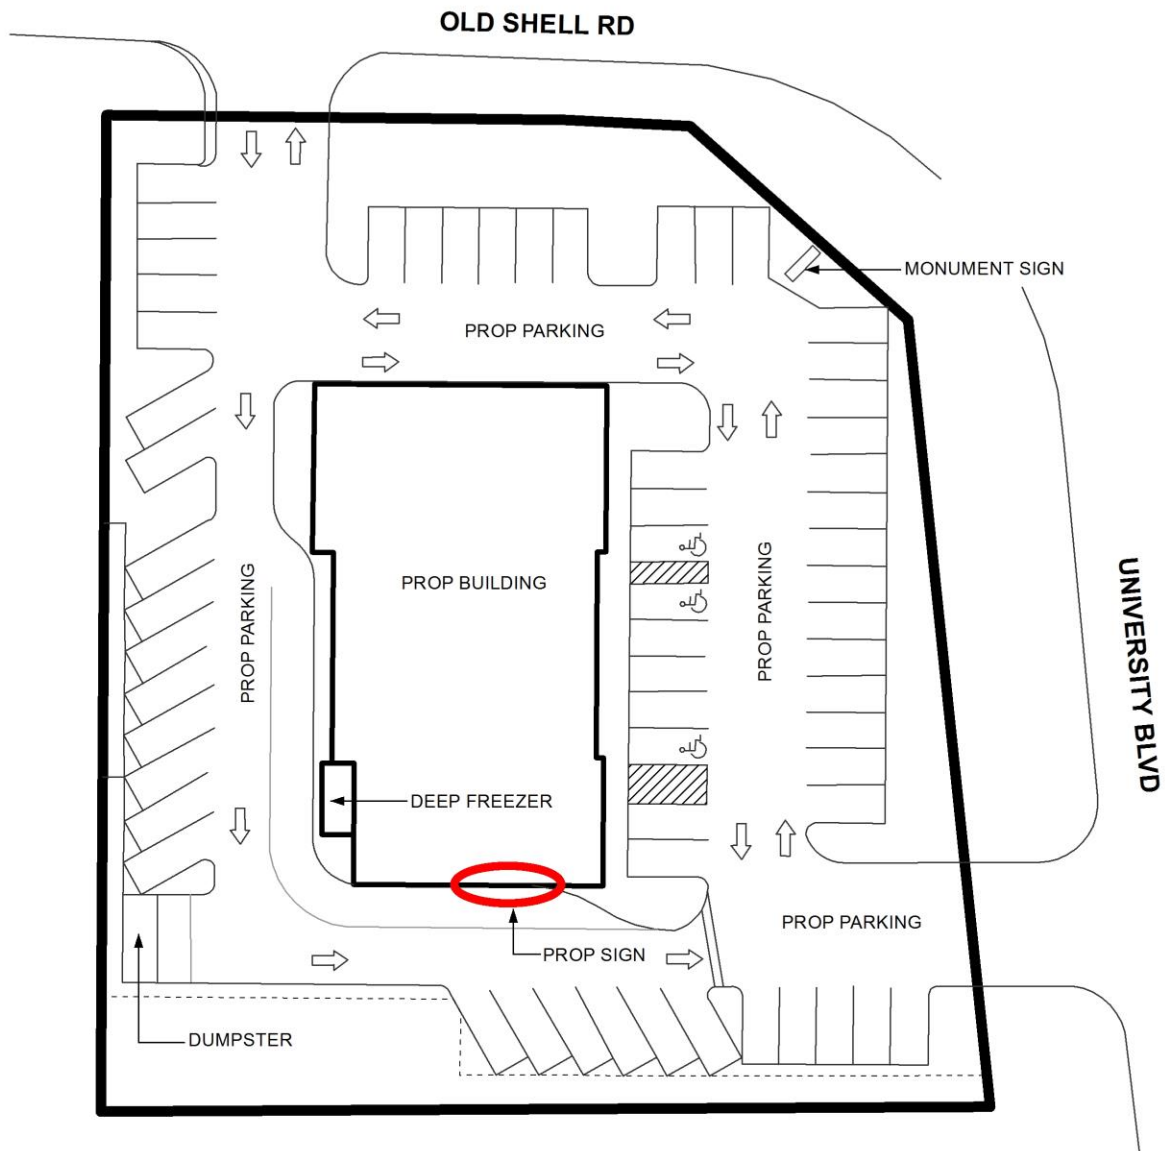 OLD SHELL RD
MONUMENT SIGN
PROP PARKING
PROP BUILDING
PROP PARKING
PROP PARKING
UNIVERSITY BLVD
DEEP FREEZER
PROP PARKING
PROP SIGN
DUMPSTER